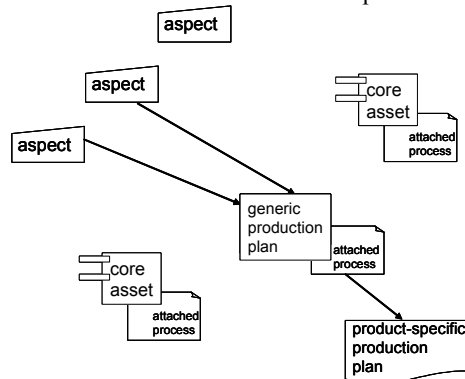 aspect
aspect
core
asset
attached
process
aspect
generic
production
plan
attached
process
core
asset
attached
process
product-specific
production
plan